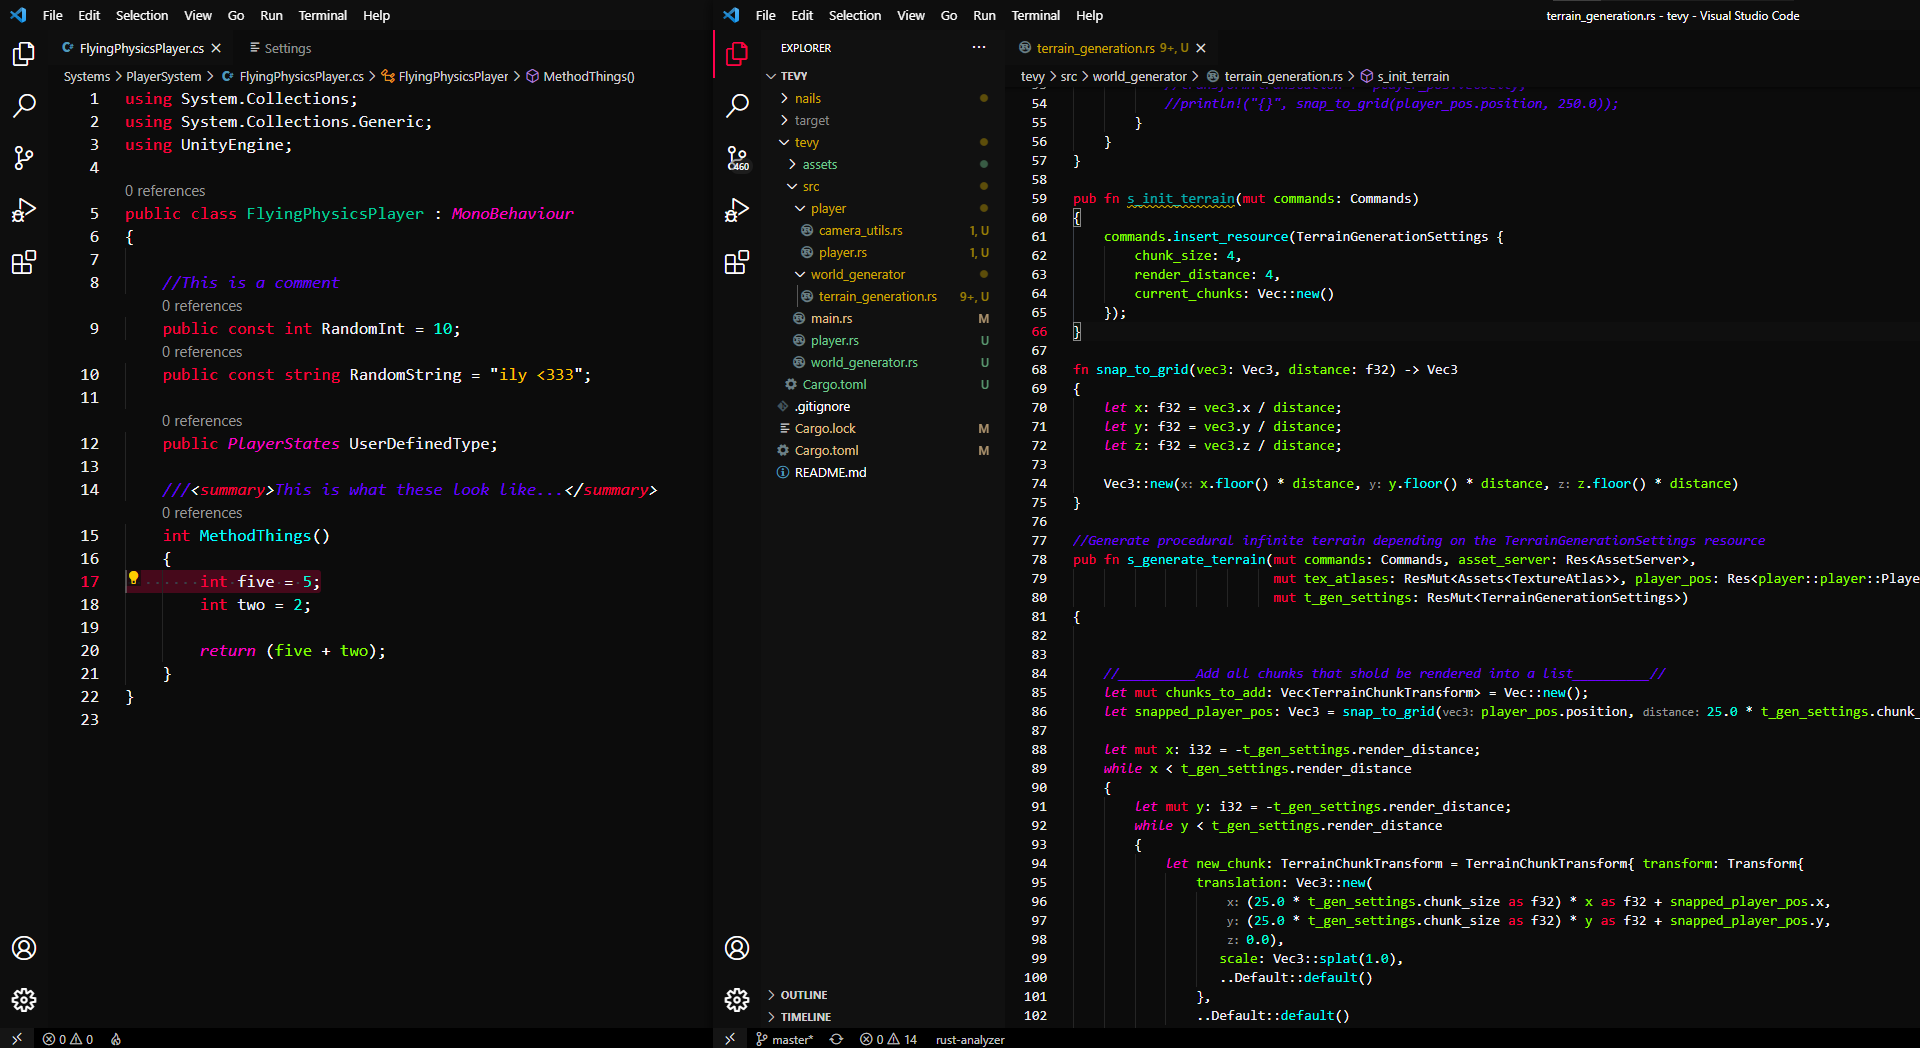 File Edit Selection View Go Run Terminal Help
FlyingPhysicsPlayer.cs Settings
Systems > PlayerSystem > FlyingPhysicsPlayer.cs > FlyingPhysicsPlayer > MethodThings()
1 using System.Collections;
2 using System.Collections.Generic;
3 using UnityEngine;
4
0 references
5 public class FlyingPhysicsPlayer : MonoBehaviour
6 {
7
8 //This is a comment
0 references
9 public const int RandomInt = 10;
0 references
10 public const string RandomString = "ily <333";
11
0 references
12 public PlayerStates UserDefinedType;
13
14 ///<summary>This is what these look like...</summary>
0 references
15 int MethodThings()
16 {
17 int five = 5;
18 int two = 2;
19
20 return (five + two);
21 }
22 }
23
0 0
File Edit Selection View Go Run Terminal Help
terrain_generation.rs - tevy - Visual Studio Code
460
EXPLORER ...
TEVY
nails
target
tevy
assets
src
player
camera_utils.rs 1, U
player.rs 1, U
world_generator
terrain_generation.rs 9+, U
main.rs M
player.rs U
world_generator.rs U
Cargo.toml U
.gitignore
Cargo.lock M
Cargo.toml M
README.md
OUTLINE
TIMELINE
terrain_generation.rs 9+, U
tevy > src > world_generator > terrain_generation.rs > s_init_terrain
54 //println!("{}", snap_to_grid(player_pos.position, 250.0));
55 }
56 }
57 }
58
59 pub fn s_init_terrain(mut commands: Commands)
60 {
61 commands.insert_resource(TerrainGenerationSettings {
62 chunk_size: 4,
63 render_distance: 4,
64 current_chunks: Vec::new()
65 });
66 }
67
68 fn snap_to_grid(vec3: Vec3, distance: f32) -> Vec3
69 {
70 let x: f32 = vec3.x / distance;
71 let y: f32 = vec3.y / distance;
72 let z: f32 = vec3.z / distance;
73
74 Vec3::new(x: x.floor() * distance, y: y.floor() * distance, z: z.floor() * distance)
75 }
76
77 //Generate procedural infinite terrain depending on the TerrainGenerationSettings resource
78 pub fn s_generate_terrain(mut commands: Commands, asset_server: Res<AssetServer>,
79 mut tex_atlases: ResMut<Assets<TextureAtlas>>, player_pos: Res<player::player::Playe
80 mut t_gen_settings: ResMut<TerrainGenerationSettings>)
81 {
82
83
84 //__________Add all chunks that shold be rendered into a list__________//
85 let mut chunks_to_add: Vec<TerrainChunkTransform> = Vec::new();
86 let snapped_player_pos: Vec3 = snap_to_grid(vec3: player_pos.position, distance: 25.0 * t_gen_settings.chunk_
87
88 let mut x: i32 = -t_gen_settings.render_distance;
89 while x < t_gen_settings.render_distance
90 {
91 let mut y: i32 = -t_gen_settings.render_distance;
92 while y < t_gen_settings.render_distance
93 {
94 let new_chunk: TerrainChunkTransform = TerrainChunkTransform{ transform: Transform{
95 translation: Vec3::new(
96 x: (25.0 * t_gen_settings.chunk_size as f32) * x as f32 + snapped_player_pos.x,
97 y: (25.0 * t_gen_settings.chunk_size as f32) * y as f32 + snapped_player_pos.y,
98 z: 0.0),
99 scale: Vec3::splat(1.0),
100 ..Default::default()
101 },
102 ..Default::default()
master* 0 14 rust-analyzer